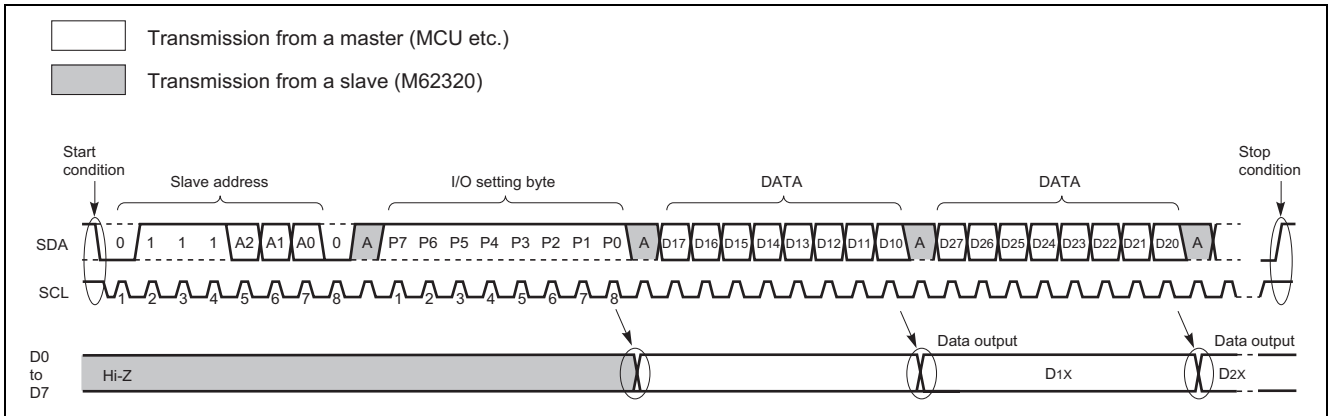 Transmission from a master (MCU etc.)
Transmission from a slave (M62320)
Start
condition
Stop
condition
Slave address
I/O setting byte
DATA
DATA
SDA 0 1 1 1 A2 A1 A0 0 A P7 P6 P5 P4 P3 P2 P1 P0 A D17 D16 D15 D14 D13 D12 D11 D10 A D27 D26 D25 D24 D23 D22 D21 D20 A
SCL 1 2 3 4 5 6 7 8 1 2 3 4 5 6 7 8
Data output
Data output
D0
to
D7
Hi-Z
D1X
D2X